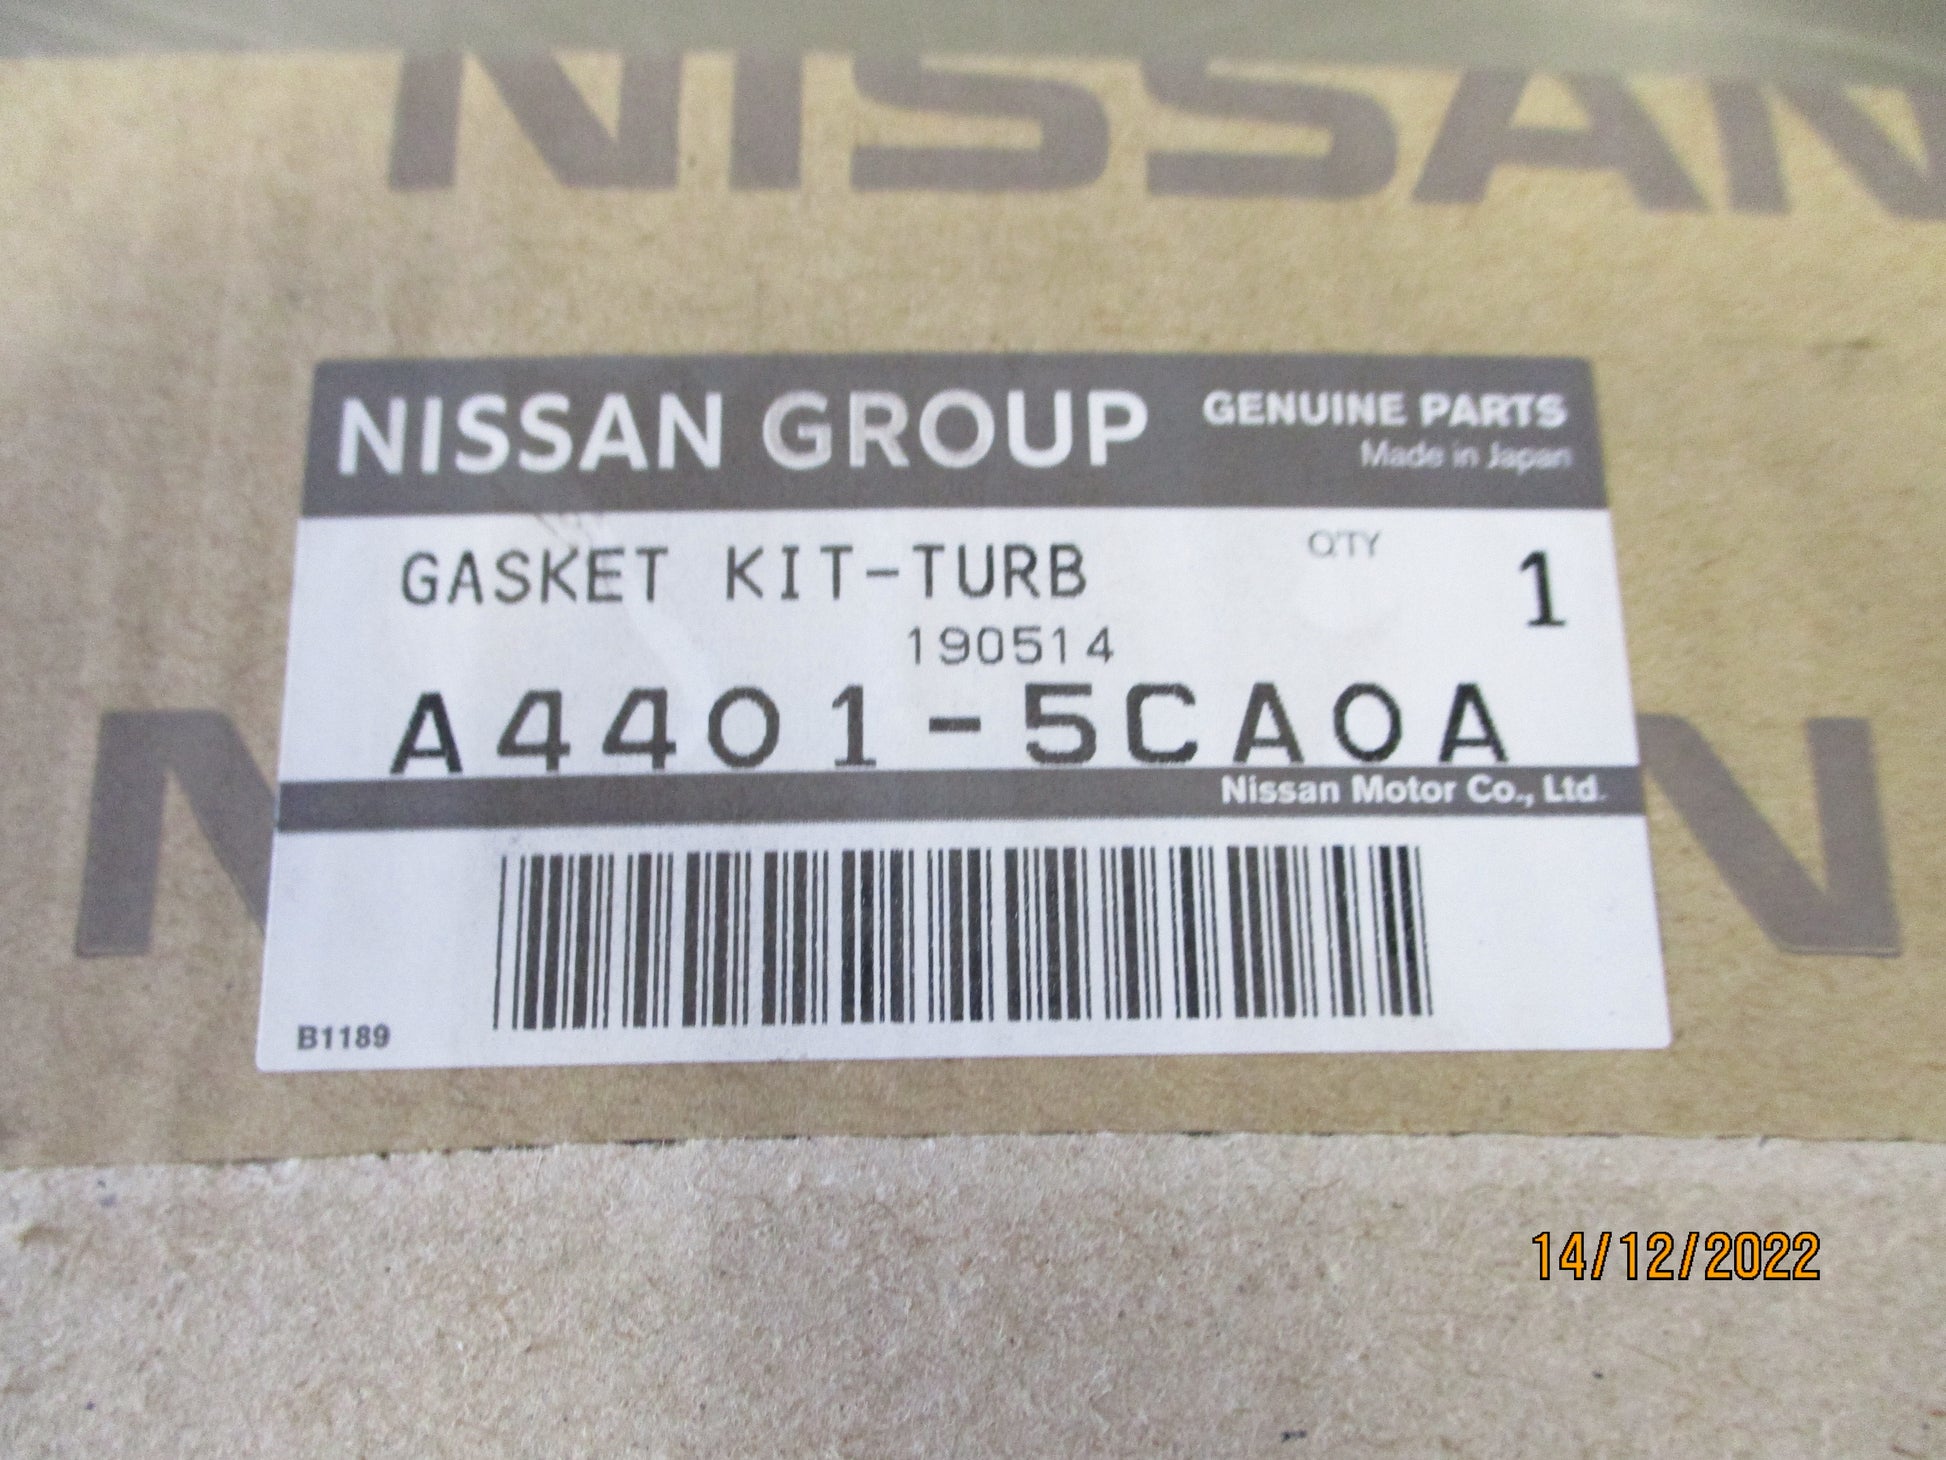 NISSAN
NISSAN GROUP
GENUINE PARTS
Made in Japan
GASKET KIT-TURB
Q'TY
1
190514
A4401-5CA0A
Nissan Motor Co., Ltd.
B1189
14/12/2022